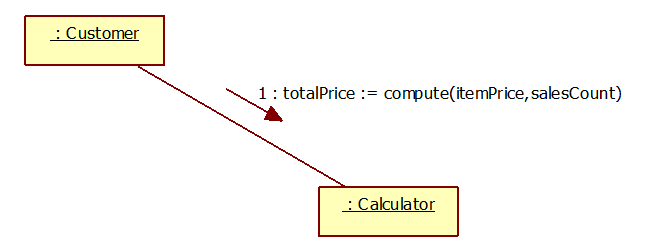 : Customer
1 : totalPrice := compute(itemPrice,salesCount)
: Calculator